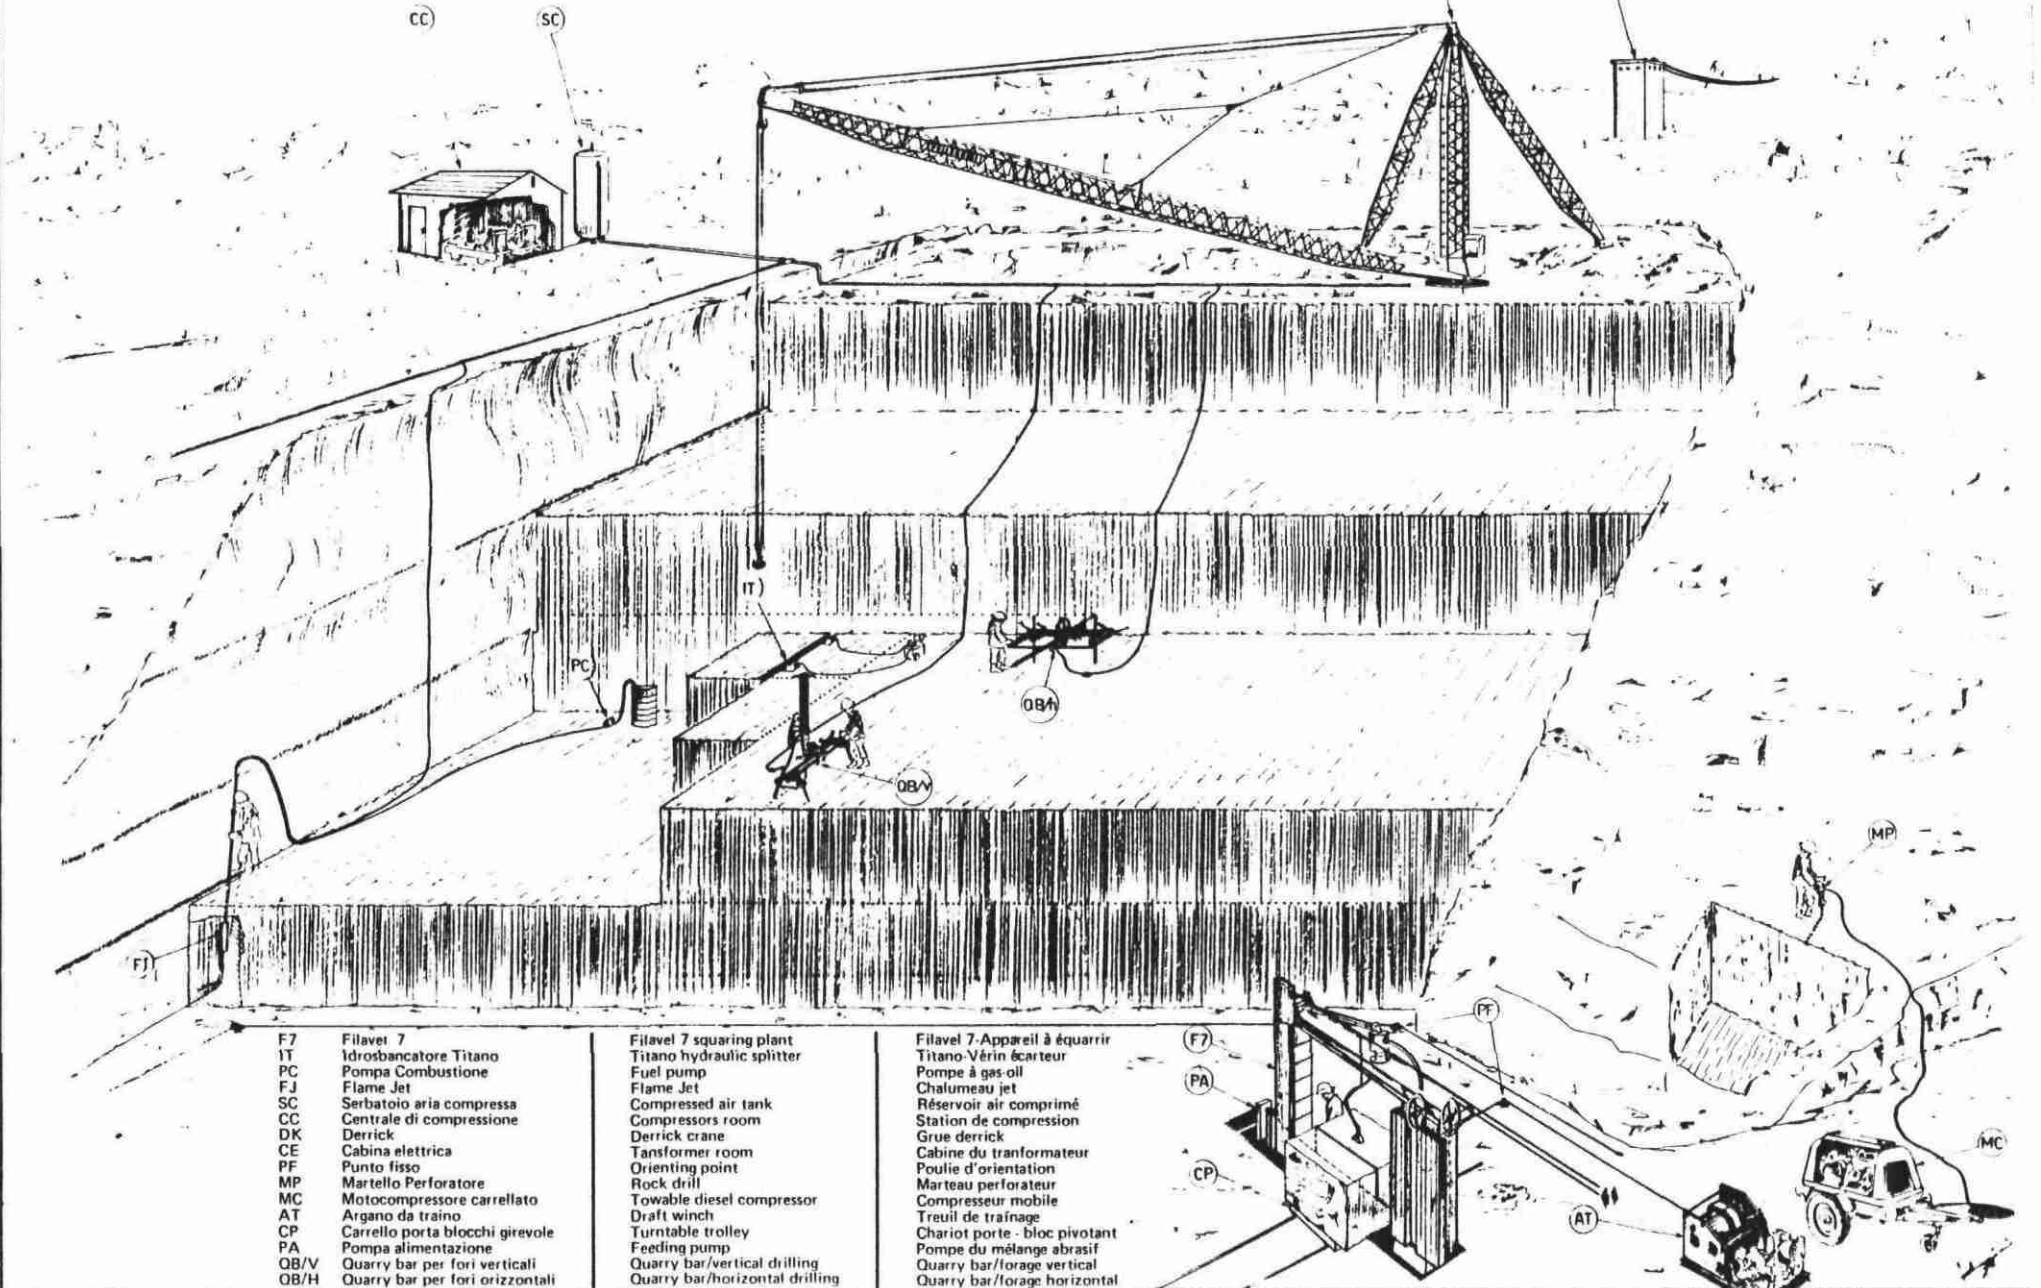 CC
SC
IT
PC
QB/h
QB/v
MP
FJ
PF
F7
PA
MC
CP
AT
F7 Filavel 7 Filavel 7 squaring plant Filavel 7-Appareil à équarrir
IT Idrosbancatore Titano Titano hydraulic splitter Titano-Vérin écarteur
PC Pompa Combustione Fuel pump Pompe à gas-oil
FJ Flame Jet Flame Jet Chalumeau jet
SC Serbatoio aria compressa Compressed air tank Réservoir air comprimé
CC Centrale di compressione Compressors room Station de compression
DK Derrick Derrick crane Grue derrick
CE Cabina elettrica Tansformer room Cabine du tranformateur
PF Punto fisso Orienting point Poulie d'orientation
MP Martello Perforatore Rock drill Marteau perforateur
MC Motocompressore carrellato Towable diesel compressor Compresseur mobile
AT Argano da traino Draft winch Treuil de traînage
CP Carrello porta blocchi girevole Turntable trolley Chariot porte - bloc pivotant
PA Pompa alimentazione Feeding pump Pompe du mélange abrasif
QB/V Quarry bar per fori verticali Quarry bar/vertical drilling Quarry bar/forage vertical
QB/H Quarry bar per fori orizzontali Quarry bar/horizontal drilling Quarry bar/forage horizontal